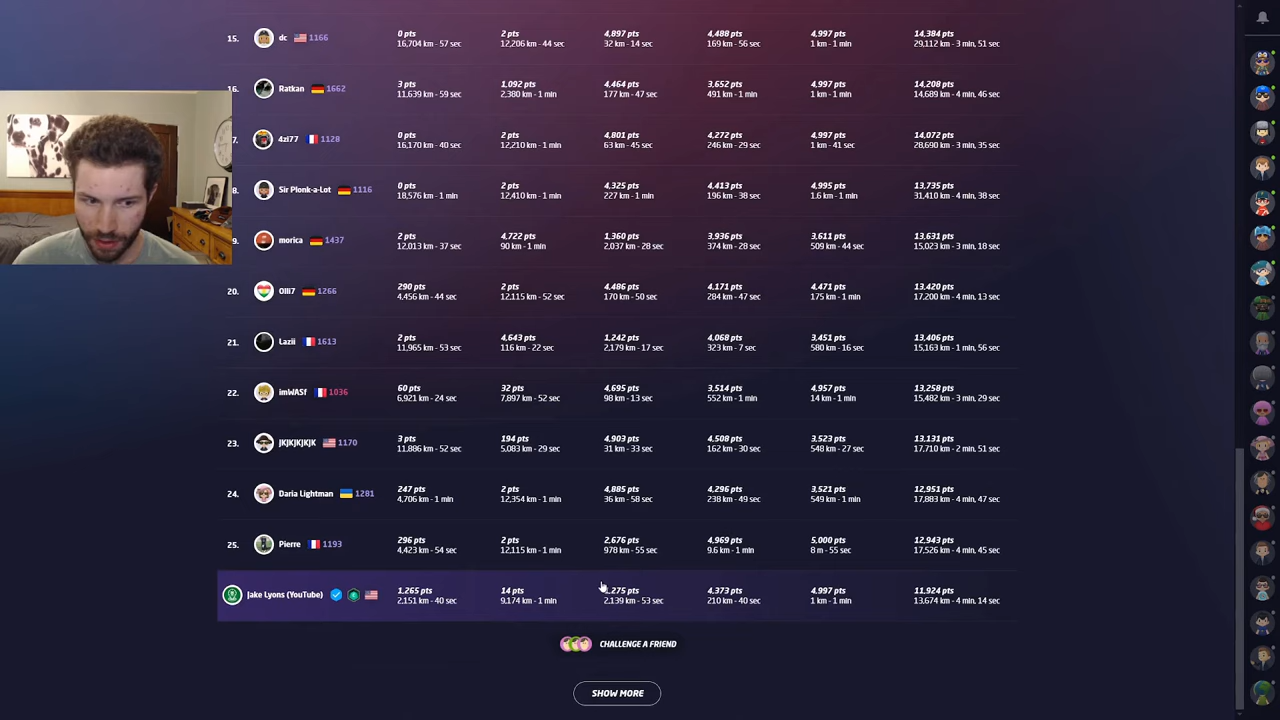 15. dc 1166 0 pts 2 pts 4,897 pts 4,488 pts 4,997 pts 14,384 pts
16,704 km - 57 sec 12,206 km - 44 sec 32 km - 14 sec 169 km - 56 sec 1 km - 1 min 29,112 km - 3 min, 51 sec
16. Ratkan 1662 3 pts 1,092 pts 4,464 pts 3,652 pts 4,997 pts 14,208 pts
11,639 km - 59 sec 2,380 km - 1 min 177 km - 47 sec 491 km - 1 min 1 km - 1 min 14,689 km - 4 min, 46 sec
7. 4zi77 1128 0 pts 2 pts 4,801 pts 4,272 pts 4,997 pts 14,072 pts
16,170 km - 40 sec 12,210 km - 1 min 63 km - 45 sec 246 km - 29 sec 1 km - 41 sec 28,690 km - 3 min, 35 sec
8. Sir Plonk-a-Lot 1116 0 pts 2 pts 4,325 pts 4,413 pts 4,995 pts 13,735 pts
18,576 km - 1 min 12,410 km - 1 min 227 km - 1 min 196 km - 38 sec 1.6 km - 1 min 31,410 km - 4 min, 38 sec
9. morica 1437 2 pts 4,722 pts 1,360 pts 3,936 pts 3,611 pts 13,631 pts
12,013 km - 37 sec 90 km - 1 min 2,037 km - 28 sec 374 km - 28 sec 509 km - 44 sec 15,023 km - 3 min, 18 sec
20. Olli7 1266 290 pts 2 pts 4,486 pts 4,171 pts 4,471 pts 13,420 pts
4,456 km - 44 sec 12,115 km - 52 sec 170 km - 50 sec 284 km - 47 sec 175 km - 1 min 17,200 km - 4 min, 13 sec
21. Lazii 1613 2 pts 4,643 pts 1,242 pts 4,068 pts 3,451 pts 13,406 pts
11,965 km - 53 sec 116 km - 22 sec 2,179 km - 17 sec 323 km - 7 sec 580 km - 16 sec 15,163 km - 1 min, 56 sec
22. imWASf 1036 60 pts 32 pts 4,695 pts 3,514 pts 4,957 pts 13,258 pts
6,921 km - 24 sec 7,897 km - 52 sec 98 km - 13 sec 552 km - 1 min 14 km - 1 min 15,482 km - 3 min, 29 sec
23. JKJKJKJKJK 1170 3 pts 194 pts 4,903 pts 4,508 pts 3,523 pts 13,131 pts
11,886 km - 52 sec 5,083 km - 29 sec 31 km - 33 sec 162 km - 30 sec 548 km - 27 sec 17,710 km - 2 min, 51 sec
24. Daria Lightman 1281 247 pts 2 pts 4,885 pts 4,296 pts 3,521 pts 12,951 pts
4,706 km - 1 min 12,354 km - 1 min 36 km - 58 sec 238 km - 49 sec 549 km - 1 min 17,883 km - 4 min, 47 sec
25. Pierre 1193 296 pts 2 pts 2,676 pts 4,969 pts 5,000 pts 12,943 pts
4,423 km - 54 sec 12,115 km - 1 min 978 km - 55 sec 9.6 km - 1 min 8 m - 55 sec 17,526 km - 4 min, 45 sec
Jake Lyons (YouTube) 1,265 pts 14 pts ,275 pts 4,373 pts 4,997 pts 11,924 pts
2,151 km - 40 sec 9,174 km - 1 min 2,139 km - 53 sec 210 km - 40 sec 1 km - 1 min 13,674 km - 4 min, 14 sec
CHALLENGE A FRIEND
SHOW MORE